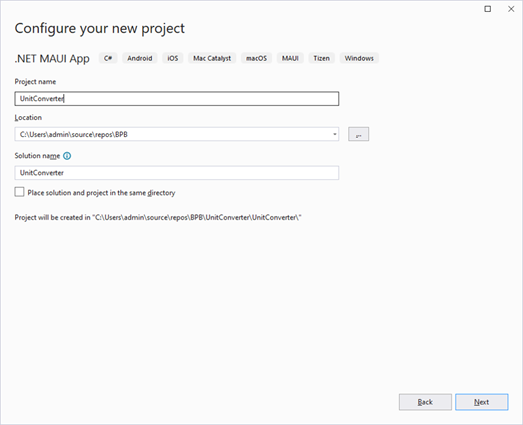 Configure your new project
.NET MAUI App C# Android iOS Mac Catalyst macOS MAUI Tizen Windows
Project name
UnitConverter
Location
C:\Users\admin\source\repos\BPB ...
Solution name
UnitConverter
Place solution and project in the same directory
Project will be created in "C:\Users\admin\source\repos\BPB\UnitConverter\UnitConverter\"
Back Next